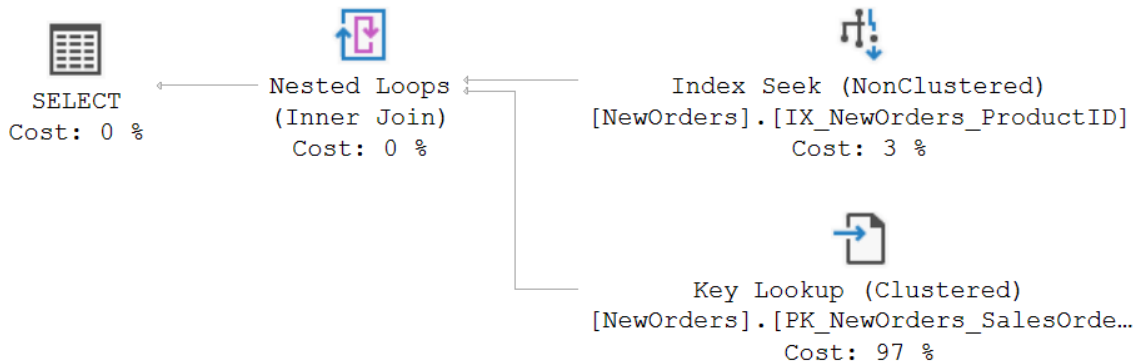 SELECT
Cost: 0 %
Nested Loops
(Inner Join)
Cost: 0 %
Index Seek (NonClustered)
[NewOrders].[IX_NewOrders_ProductID]
Cost: 3 %
Key Lookup (Clustered)
[NewOrders].[PK_NewOrders_SalesOrde…
Cost: 97 %